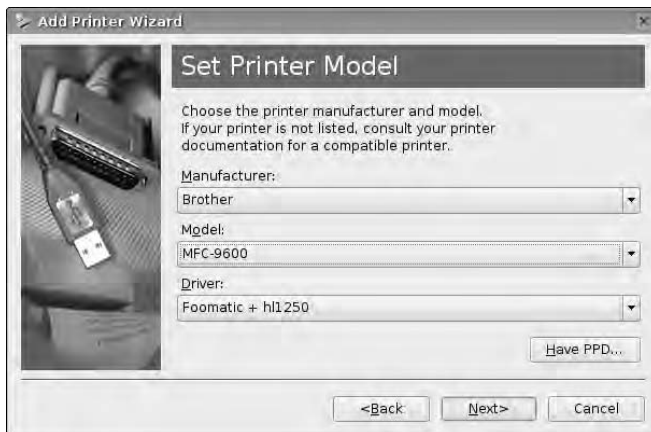 Add Printer Wizard
Set Printer Model
Choose the printer manufacturer and model.
If your printer is not listed, consult your printer
documentation for a compatible printer.
Manufacturer:
Brother
Model:
MFC-9600
Driver:
Foomatic + hl1250
Have PPD...
<Back
Next>
Cancel